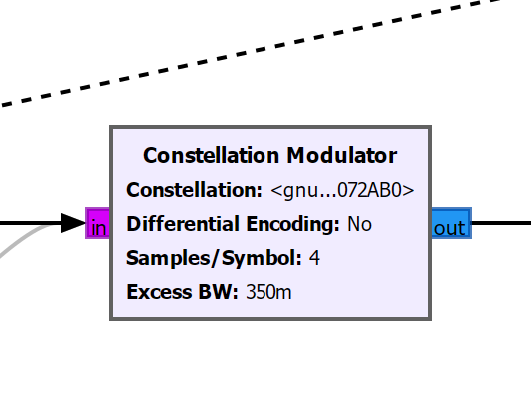 Constellation Modulator
Constellation: <gnu...072AB0>
in
Differential Encoding: No
out
Samples/Symbol: 4
Excess BW: 350m